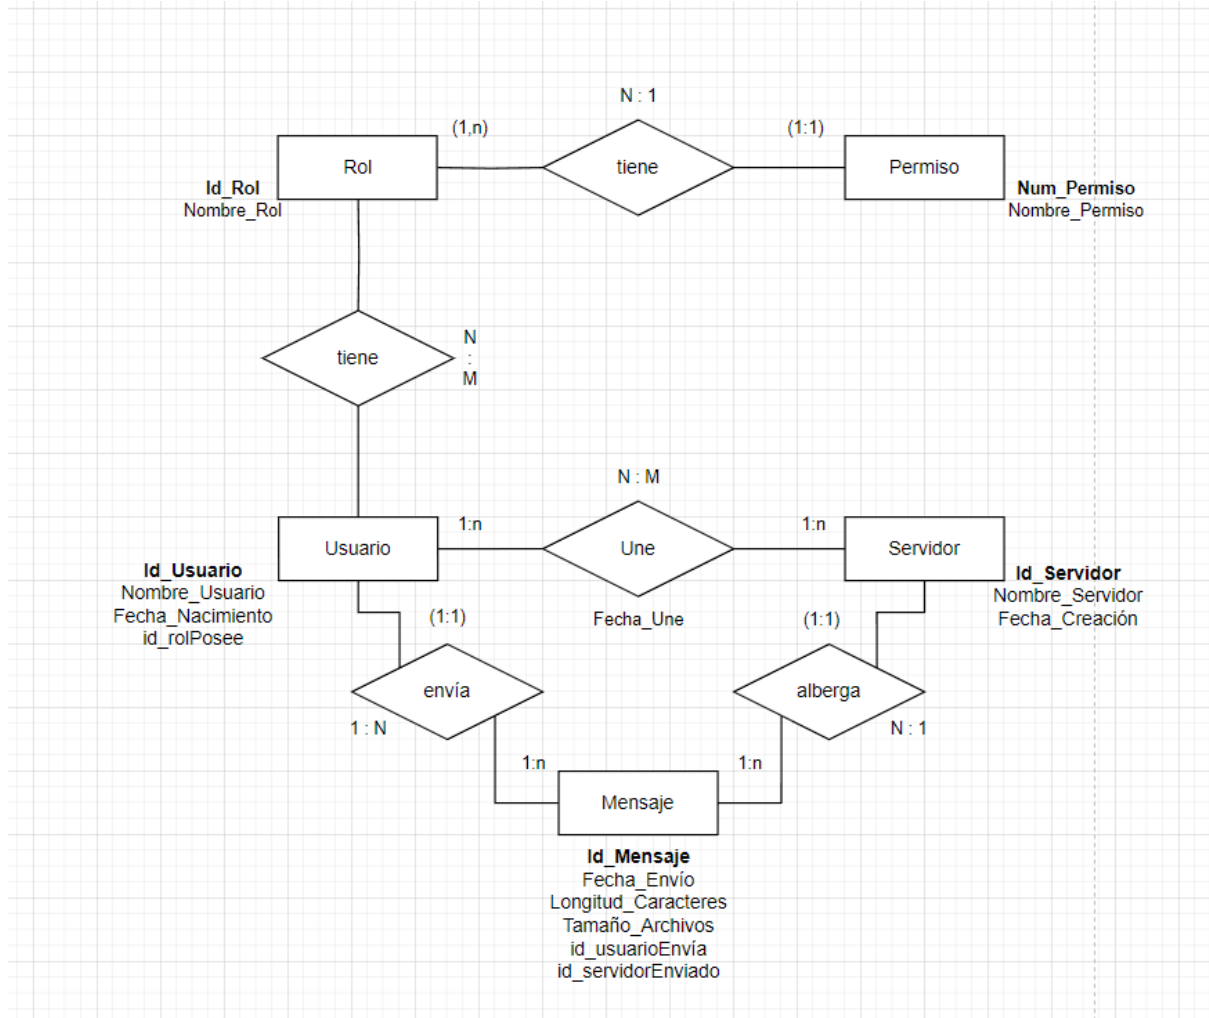 N : 1
(1,n)
(1:1)
Rol
tiene
Permiso
Id_Rol
Nombre_Rol
Num_Permiso
Nombre_Permiso
tiene
N
:
M
N : M
1:n
1:n
Usuario
Une
Servidor
Id_Usuario
Nombre_Usuario
Fecha_Nacimiento
id_rolPosee
Fecha_Une
Id_Servidor
Nombre_Servidor
Fecha_Creación
(1:1)
(1:1)
envía
alberga
1 : N
N : 1
1:n
1:n
Mensaje
Id_Mensaje
Fecha_Envío
Longitud_Caracteres
Tamaño_Archivos
id_usuarioEnvía
id_servidorEnviado